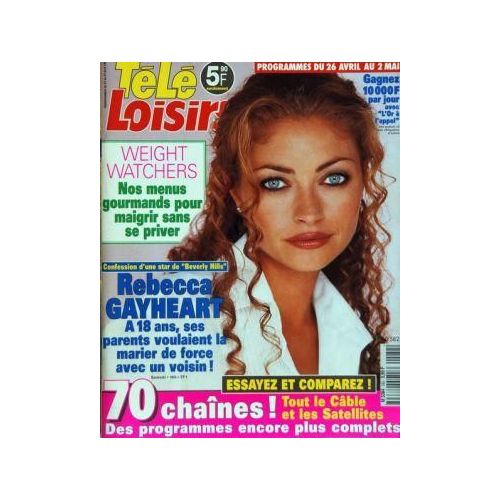 PROGRAMMES DU 26 AVRIL AU 2 MAI
TéLé
Loisirs
5F
90
Gagnez
10 000 F
par jour
avec
"L'Or à
l'appel"
WEIGHT
WATCHERS
Nos menus
gourmands pour
maigrir sans
se priver
Confession d'une star de "Beverly Hills"
Rebecca
GAYHEART
A 18 ans, ses
parents voulaient la
marier de force
avec un voisin !
ESSAYEZ ET COMPAREZ !
70 chaînes !
Tout le Câble
et les Satellites
Des programmes encore plus complets